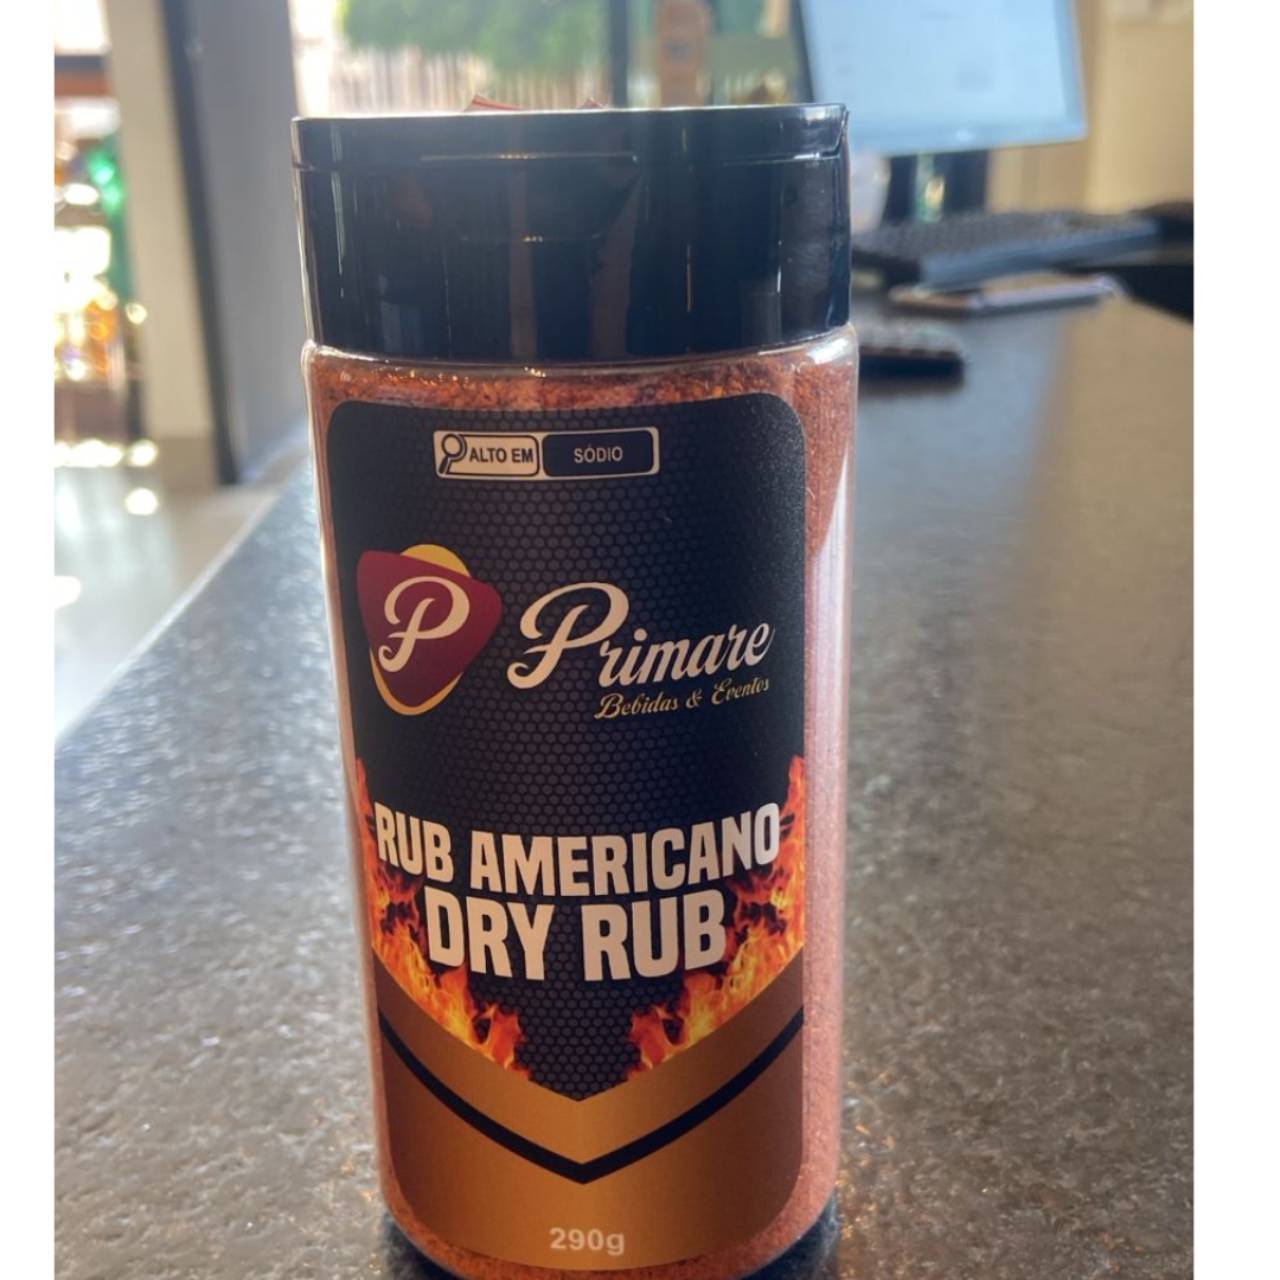 ALTO EM SÓDIO
P
Primare
Bebidas & Eventos
RUB AMERICANO
DRY RUB
290g